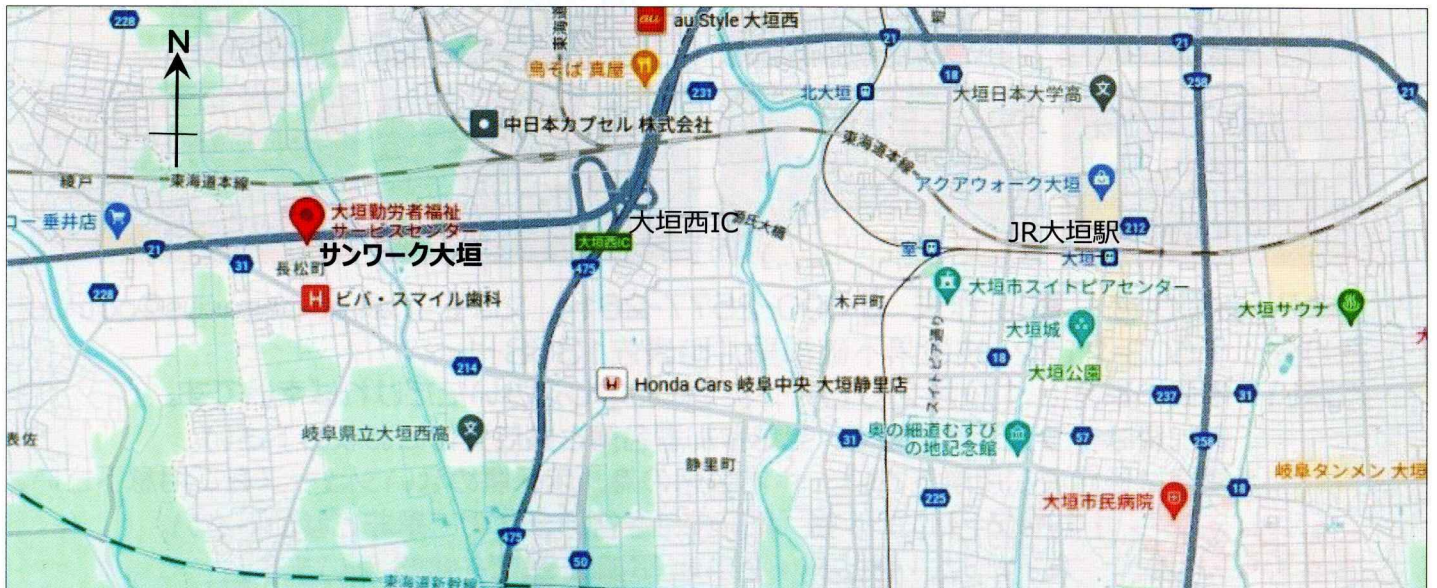 228
N
au
au Style 大垣西
鳥そば 真屋
231
21
北大垣
18
大垣日本大学高
21
258
21
中日本カプセル 株式会社
東海道本線
綾戸
東海道本線
アクアウォーク大垣
コー 垂井店
大垣勤労者福祉
サービスセンター
サンワーク大垣
大垣西IC
大垣西IC
室
JR大垣駅
大垣
212
21
31
長松町
475
228
ビバ・スマイル歯科
木戸町
大垣市スイトピアセンター
大垣城
大垣サウナ
スイトピア通り
18
大垣公園
214
Honda Cars 岐阜中央 大垣静里店
237
31
表佐
岐阜県立大垣西高
静里町
31
奥の細道むすび
の地記念館
57
258
岐阜タンメン 大垣
18
225
大垣市民病院
475
50
東海道新幹線